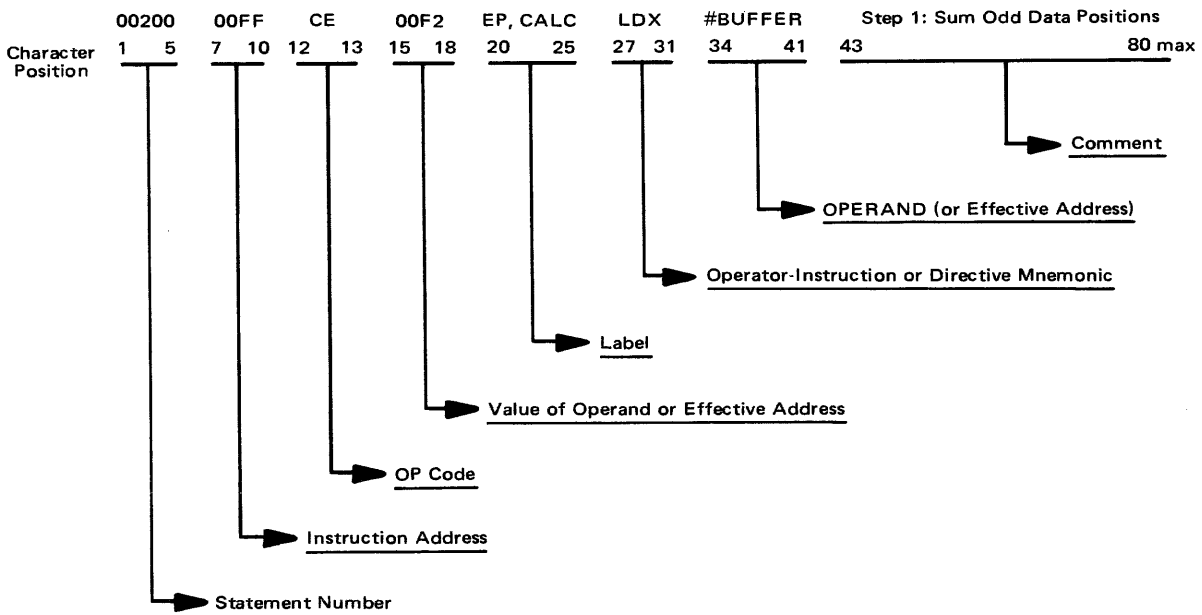 00200 00FF CE 00F2 EP, CALC LDX #BUFFER Step 1: Sum Odd Data Positions
Character Position
1 5 7 10 12 13 15 18 20 25 27 31 34 41 43 80 max
Comment
OPERAND (or Effective Address)
Operator-Instruction or Directive Mnemonic
Label
Value of Operand or Effective Address
OP Code
Instruction Address
Statement Number